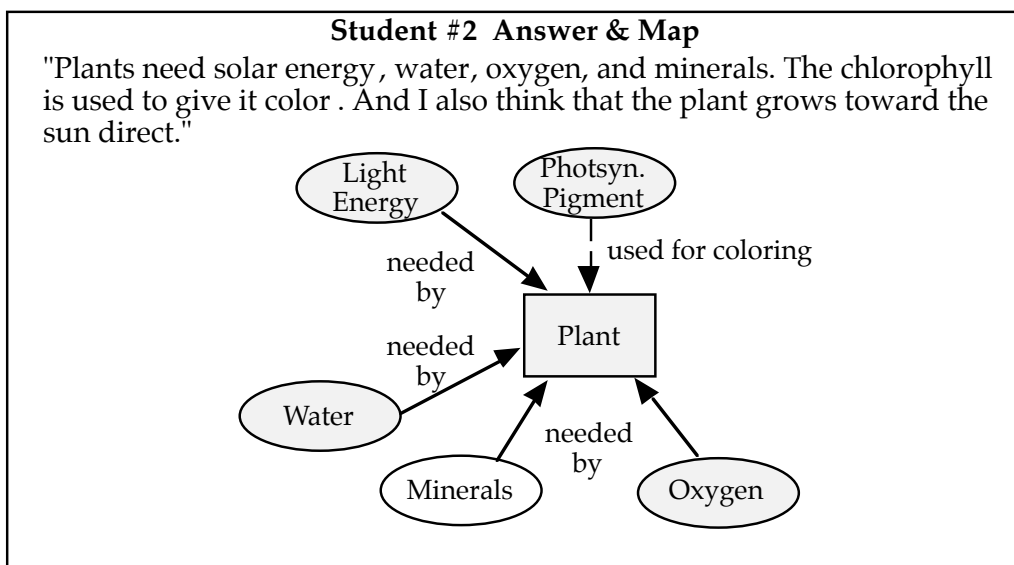 Student #2  Answer & Map
"Plants need solar energy, water, oxygen, and minerals. The chlorophyll
is used to give it color . And I also think that the plant grows toward the
sun direct."
Light
Energy
Photsyn.
Pigment
used for coloring
needed
by
Plant
needed
by
Water
needed
by
Minerals
Oxygen